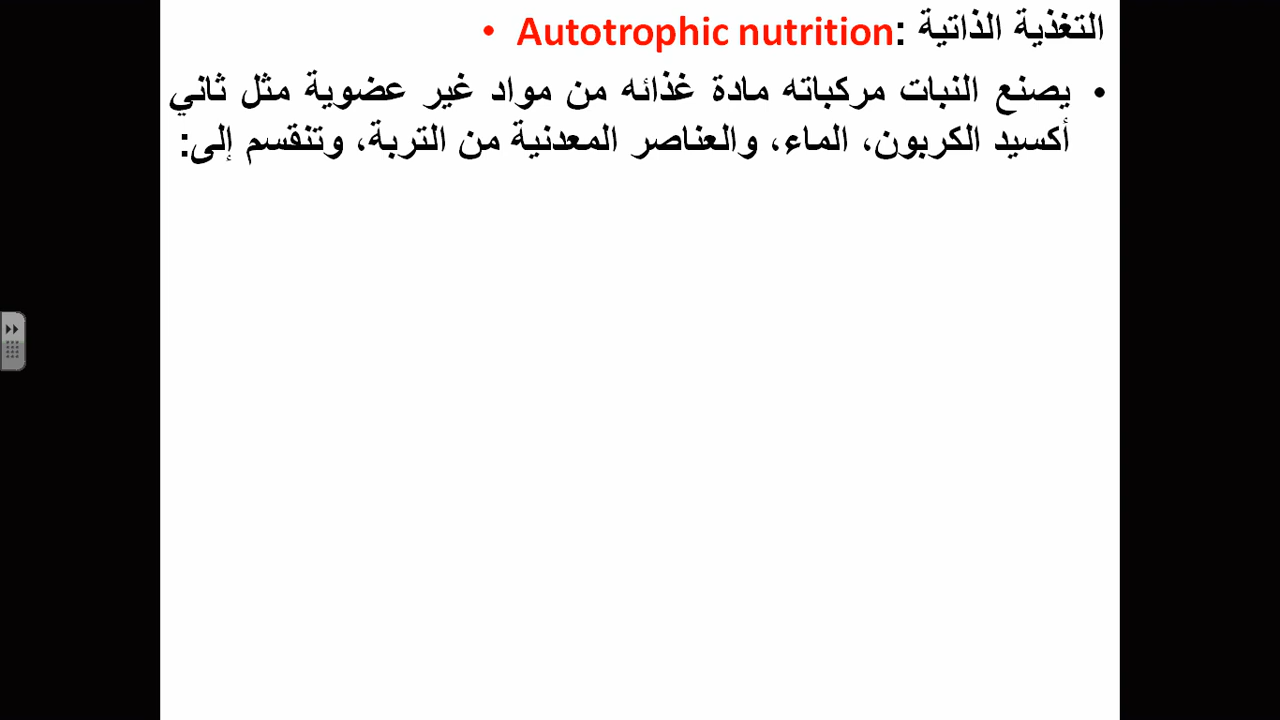 التغذية الذاتية :Autotrophic nutrition •
• يصنع النبات مركباته مادة غذائه من مواد غير عضوية مثل ثاني
أكسيد الكربون، الماء، والعناصر المعدنية من التربة، وتنقسم إلى: